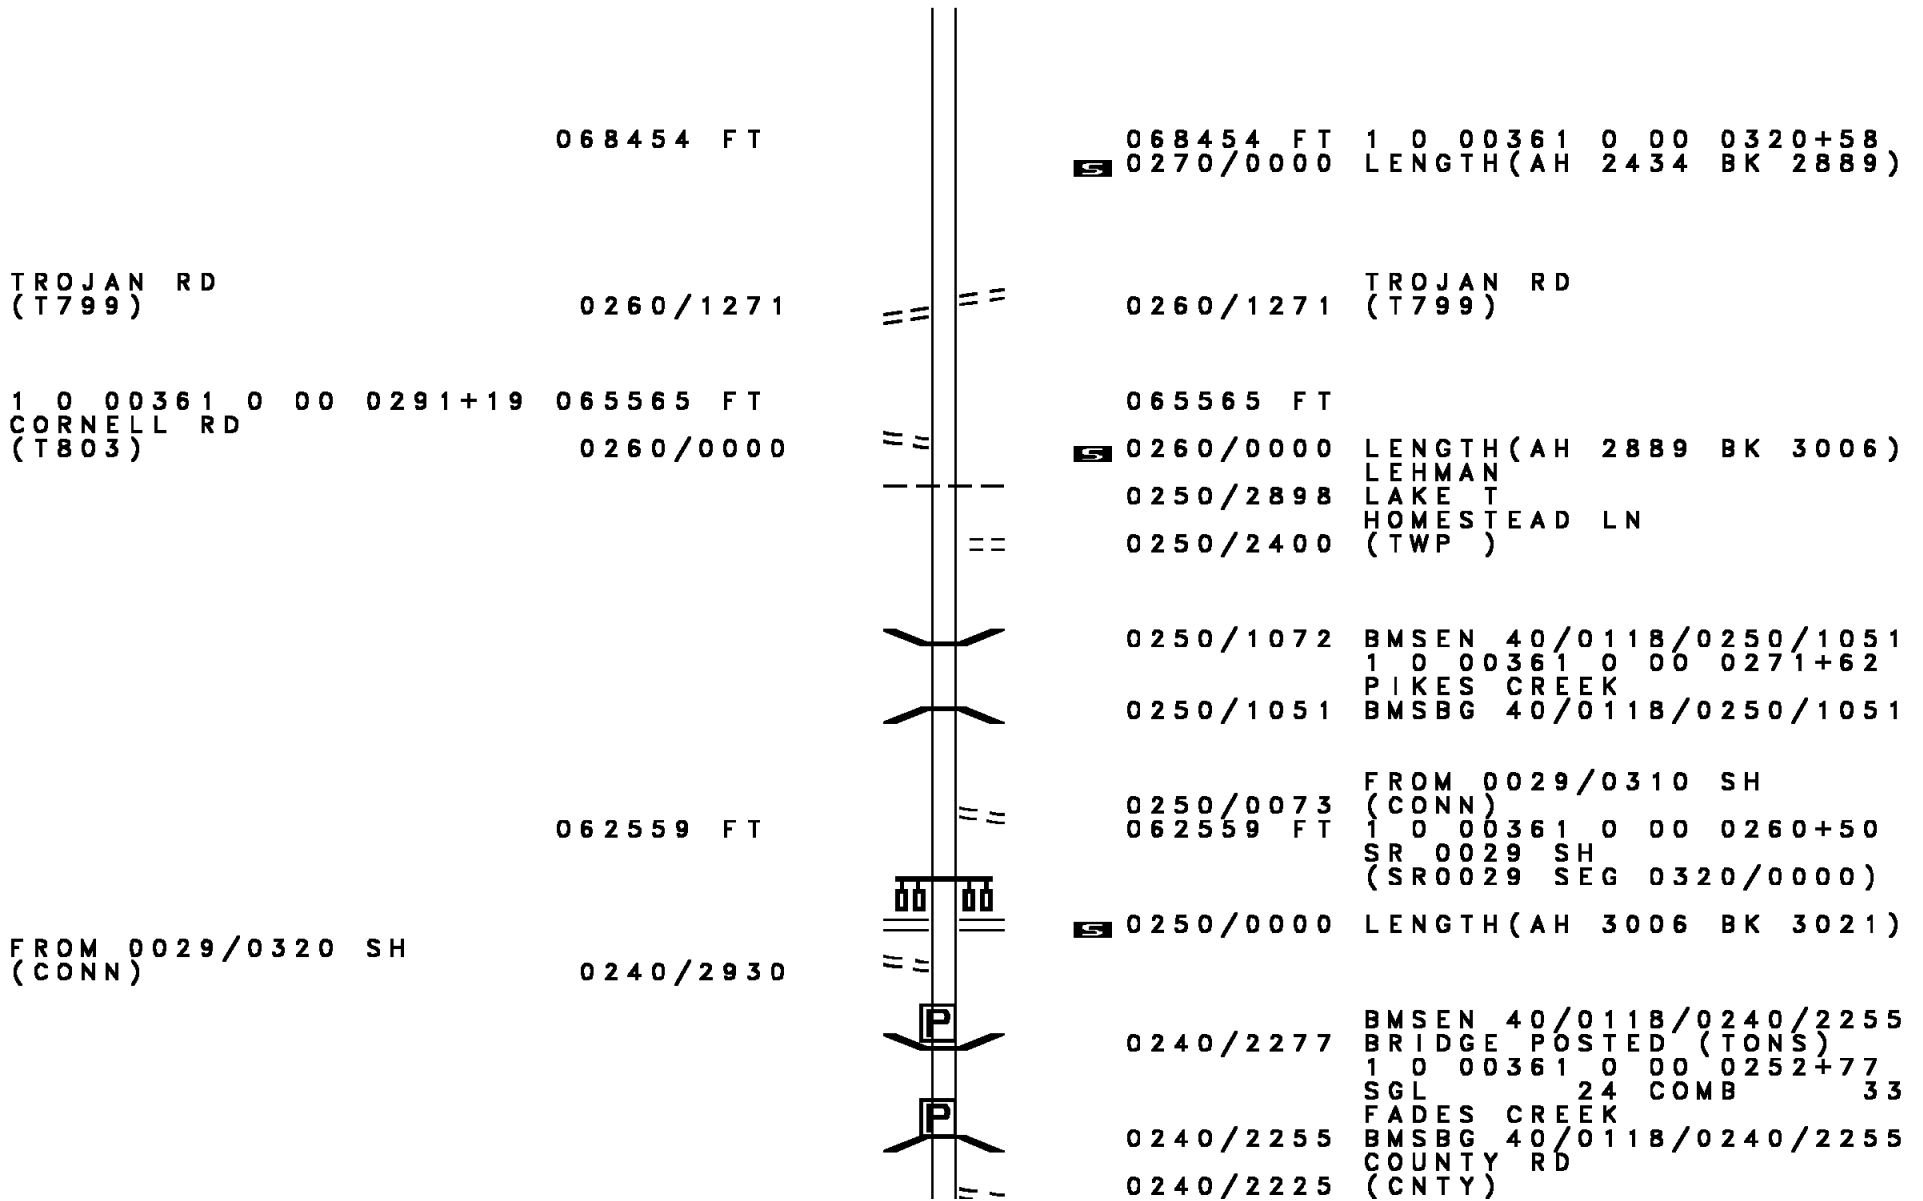 068454 FT 068454 FT 1 0 00361 0 00 0320+58
S 0270/0000 LENGTH(AH 2434 BK 2889)
TROJAN RD TROJAN RD
(T799) 0260/1271 0260/1271 (T799)
1 0 00361 0 00 0291+19 065565 FT 065565 FT
CORNELL RD
(T803) 0260/0000 S 0260/0000 LENGTH(AH 2889 BK 3006)
LEHMAN
0250/2898 LAKE T
HOMESTEAD LN
0250/2400 (TWP )
0250/1072 BMSEN 40/0118/0250/1051
1 0 00361 0 00 0271+62
PIKES CREEK
0250/1051 BMSBG 40/0118/0250/1051
FROM 0029/0310 SH
0250/0073 (CONN)
062559 FT 062559 FT 1 0 00361 0 00 0260+50
SR 0029 SH
(SR0029 SEG 0320/0000)
S 0250/0000 LENGTH(AH 3006 BK 3021)
FROM 0029/0320 SH
(CONN) 0240/2930
P
BMSEN 40/0118/0240/2255
0240/2277 BRIDGE POSTED (TONS)
1 0 00361 0 00 0252+77
SGL 24 COMB 33
P FADES CREEK
0240/2255 BMSBG 40/0118/0240/2255
COUNTY RD
0240/2225 (CNTY)